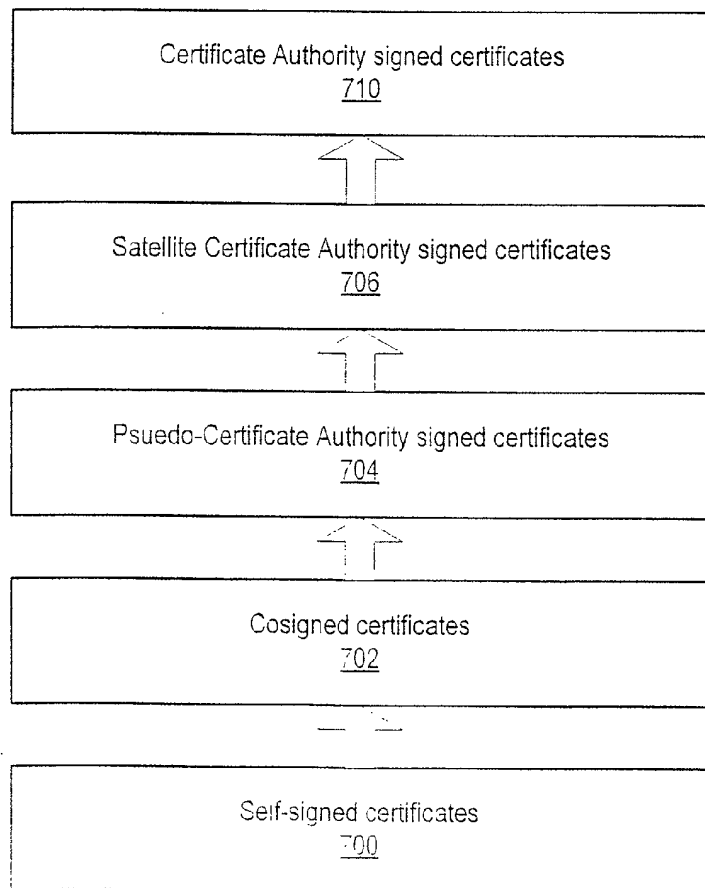 Certificate Authority signed certificates
710
Satellite Certificate Authority signed certificates
706
Psuedo-Certificate Authority signed certificates
704
Cosigned certificates
702
Self-signed certificates
700